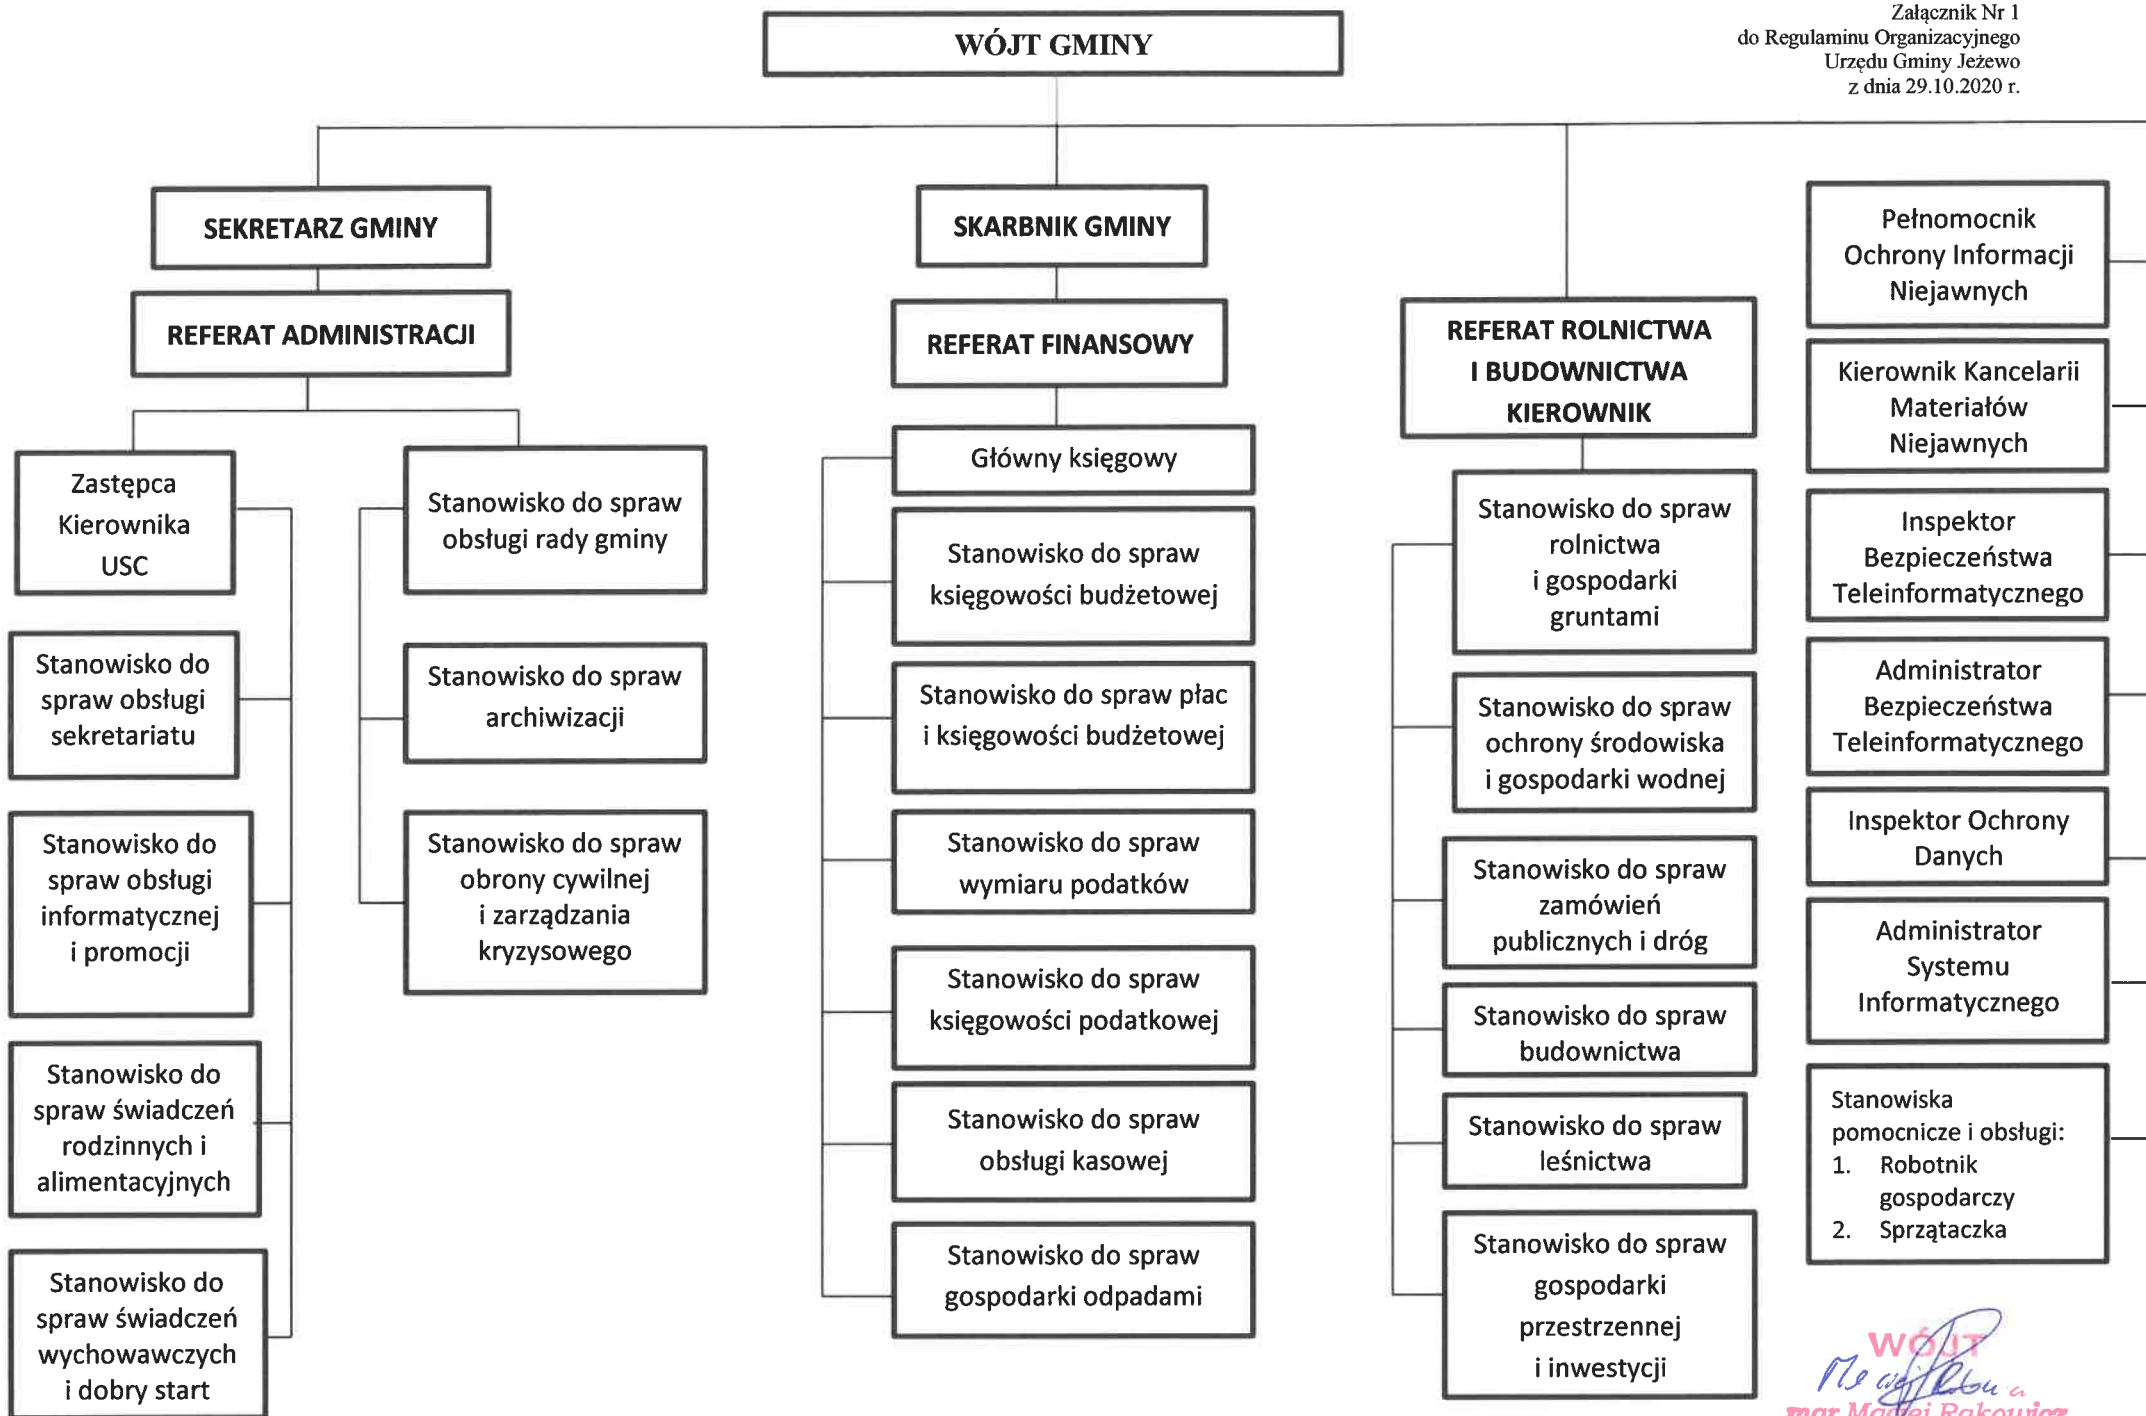 Załącznik Nr 1
do Regulaminu Organizacyjnego
Urzędu Gminy Jeżewo
z dnia 29.10.2020 r.
WÓJT GMINY
SEKRETARZ GMINY
REFERAT ADMINISTRACJI
Zastępca
Kierownika
USC
Stanowisko do
spraw obsługi
sekretariatu
Stanowisko do
spraw obsługi
informatycznej
i promocji
Stanowisko do
spraw świadczeń
rodzinnych i
alimentacyjnych
Stanowisko do
spraw świadczeń
wychowawczych
i dobry start
Stanowisko do spraw
obsługi rady gminy
Stanowisko do spraw
archiwizacji
Stanowisko do spraw
obrony cywilnej
i zarządzania
kryzysowego
SKARBNIK GMINY
REFERAT FINANSOWY
Główny księgowy
Stanowisko do spraw
księgowości budżetowej
Stanowisko do spraw płac
i księgowości budżetowej
Stanowisko do spraw
wymiaru podatków
Stanowisko do spraw
księgowości podatkowej
Stanowisko do spraw
obsługi kasowej
Stanowisko do spraw
gospodarki odpadami
REFERAT ROLNICTWA
I BUDOWNICTWA
KIEROWNIK
Stanowisko do spraw
rolnictwa
i gospodarki
gruntami
Stanowisko do spraw
ochrony środowiska
i gospodarki wodnej
Stanowisko do spraw
zamówień
publicznych i dróg
Stanowisko do spraw
budownictwa
Stanowisko do spraw
leśnictwa
Stanowisko do spraw
gospodarki
przestrzennej
i inwestycji
Pełnomocnik
Ochrony Informacji
Niejawnych
Kierownik Kancelarii
Materiałów
Niejawnych
Inspektor
Bezpieczeństwa
Teleinformatycznego
Administrator
Bezpieczeństwa
Teleinformatycznego
Inspektor Ochrony
Danych
Administrator
Systemu
Informatycznego
Stanowiska
pomocnicze i obsługi:
1. Robotnik
gospodarczy
2. Sprzątaczka
WÓJT
mgr Maciej Rakowicz